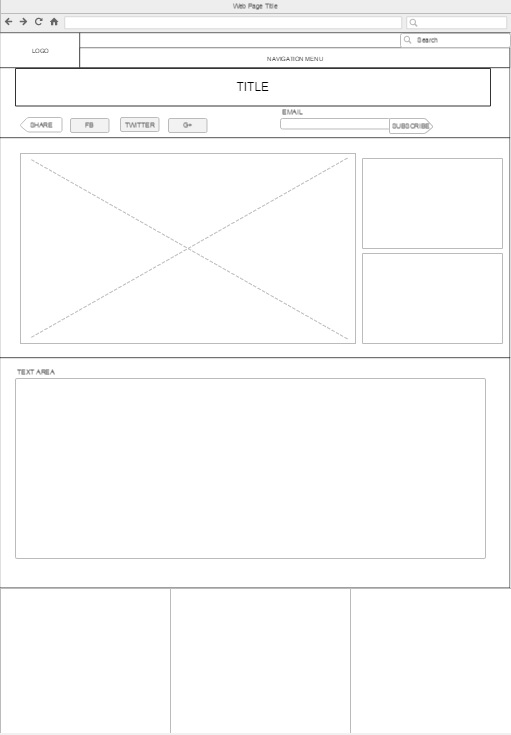 Web Page Title
Search
LOGO
NAVIGATION MENU
TITLE
EMAIL
SHARE
FB
TWITTER
G+
SUBSCRIBE
TEXT AREA